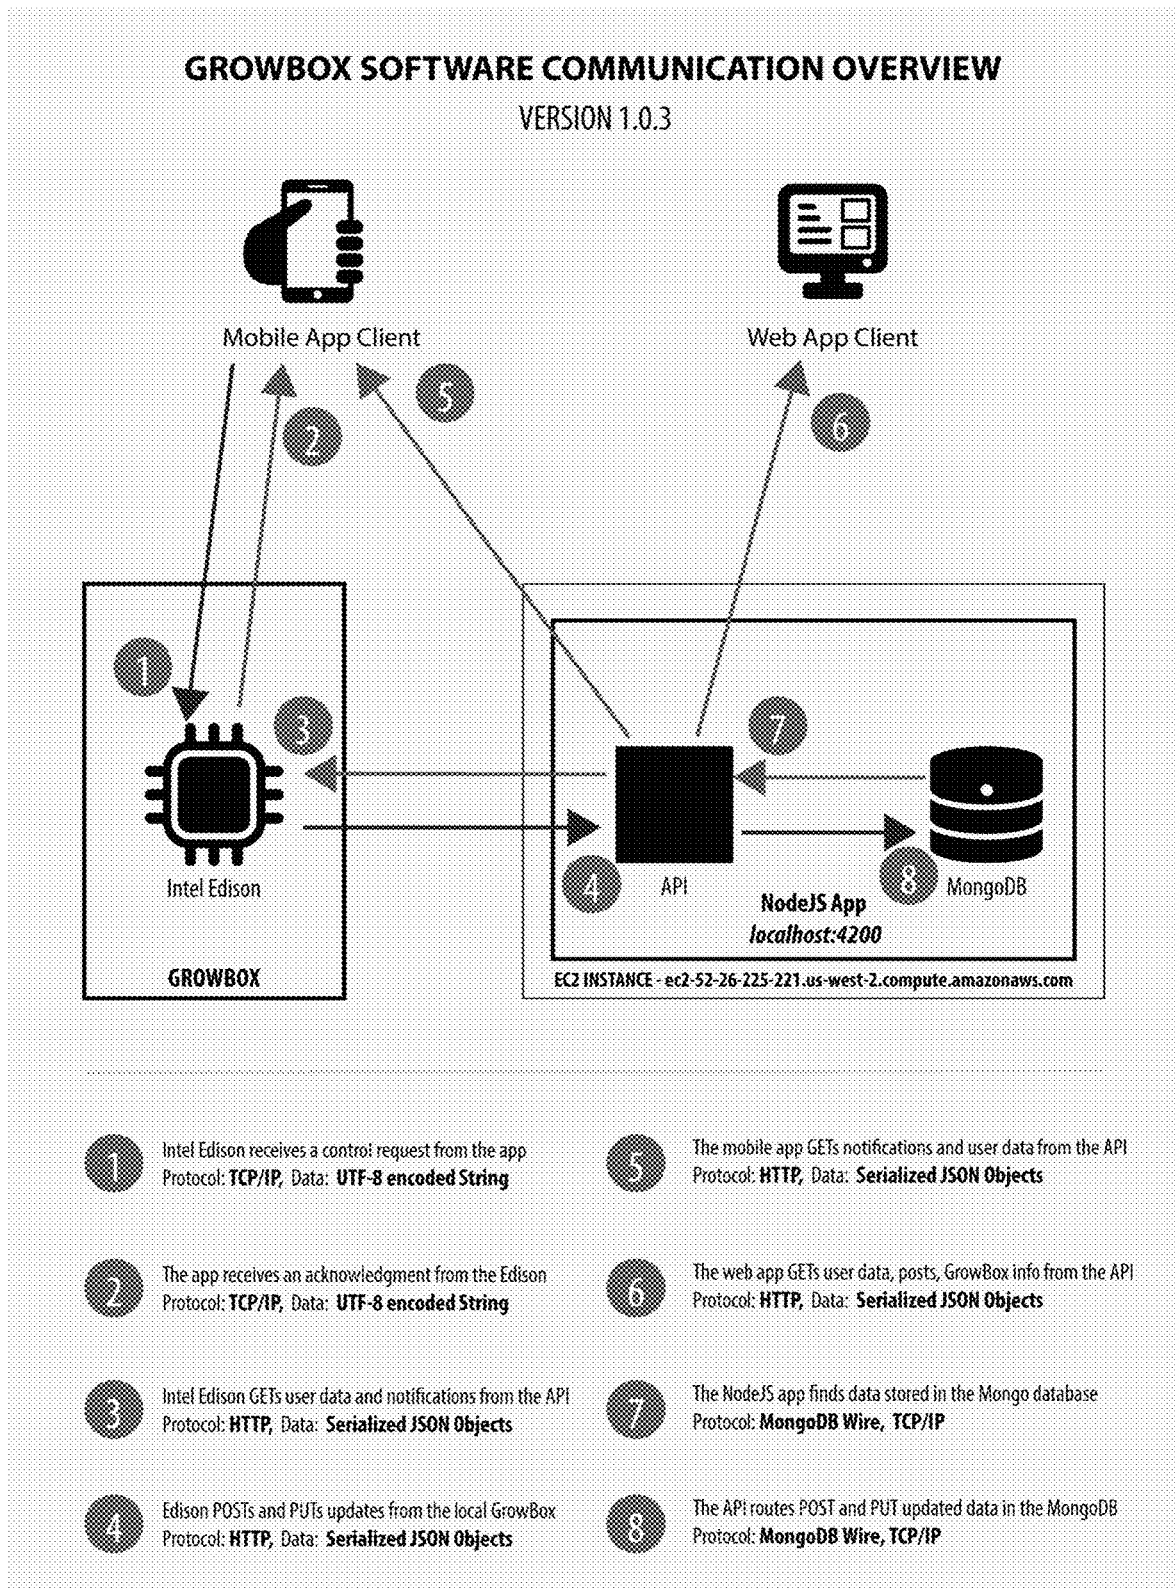 GROWBOX SOFTWARE COMMUNICATION OVERVIEW
VERSION 1.0.3
Mobile App Client
Web App Client
5
6
2
1
3
7
Intel Edison
4
API
8
MongoDB
NodeJS App
localhost:4200
GROWBOX
EC2 INSTANCE - ec2-52-26-225-221.us-west-2.compute.amazonaws.com
1
Intel Edison receives a control request from the app
Protocol: TCP/IP, Data: UTF-8 encoded String
2
The app receives an acknowledgment from the Edison
Protocol: TCP/IP, Data: UTF-8 encoded String
3
Intel Edison GETs user data and notifications from the API
Protocol: HTTP, Data: Serialized JSON Objects
4
Edison POSTs and PUTs updates from the local GrowBox
Protocol: HTTP, Data: Serialized JSON Objects
5
The mobile app GETs notifications and user data from the API
Protocol: HTTP, Data: Serialized JSON Objects
6
The web app GETs user data, posts, GrowBox info from the API
Protocol: HTTP, Data: Serialized JSON Objects
7
The NodeJS app finds data stored in the Mongo database
Protocol: MongoDB Wire, TCP/IP
8
The API routes POST and PUT updated data in the MongoDB
Protocol: MongoDB Wire, TCP/IP